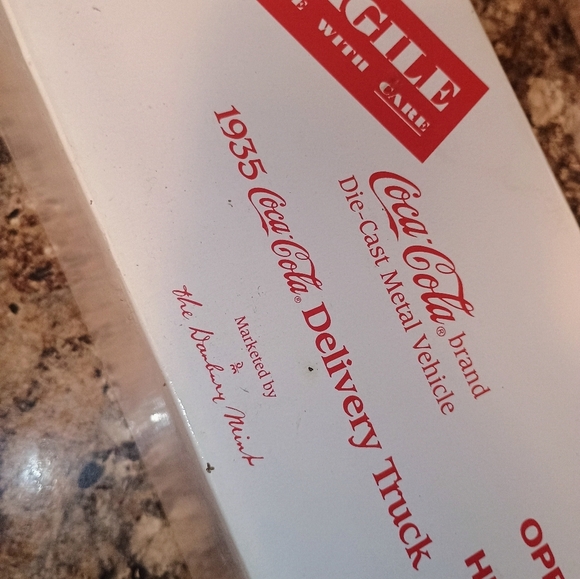 GILE
WITH CARE
Coca-Cola® brand
Die-Cast Metal Vehicle
1935 Coca-Cola® Delivery Truck
Marketed by
the Danbury Mint
OPE
H